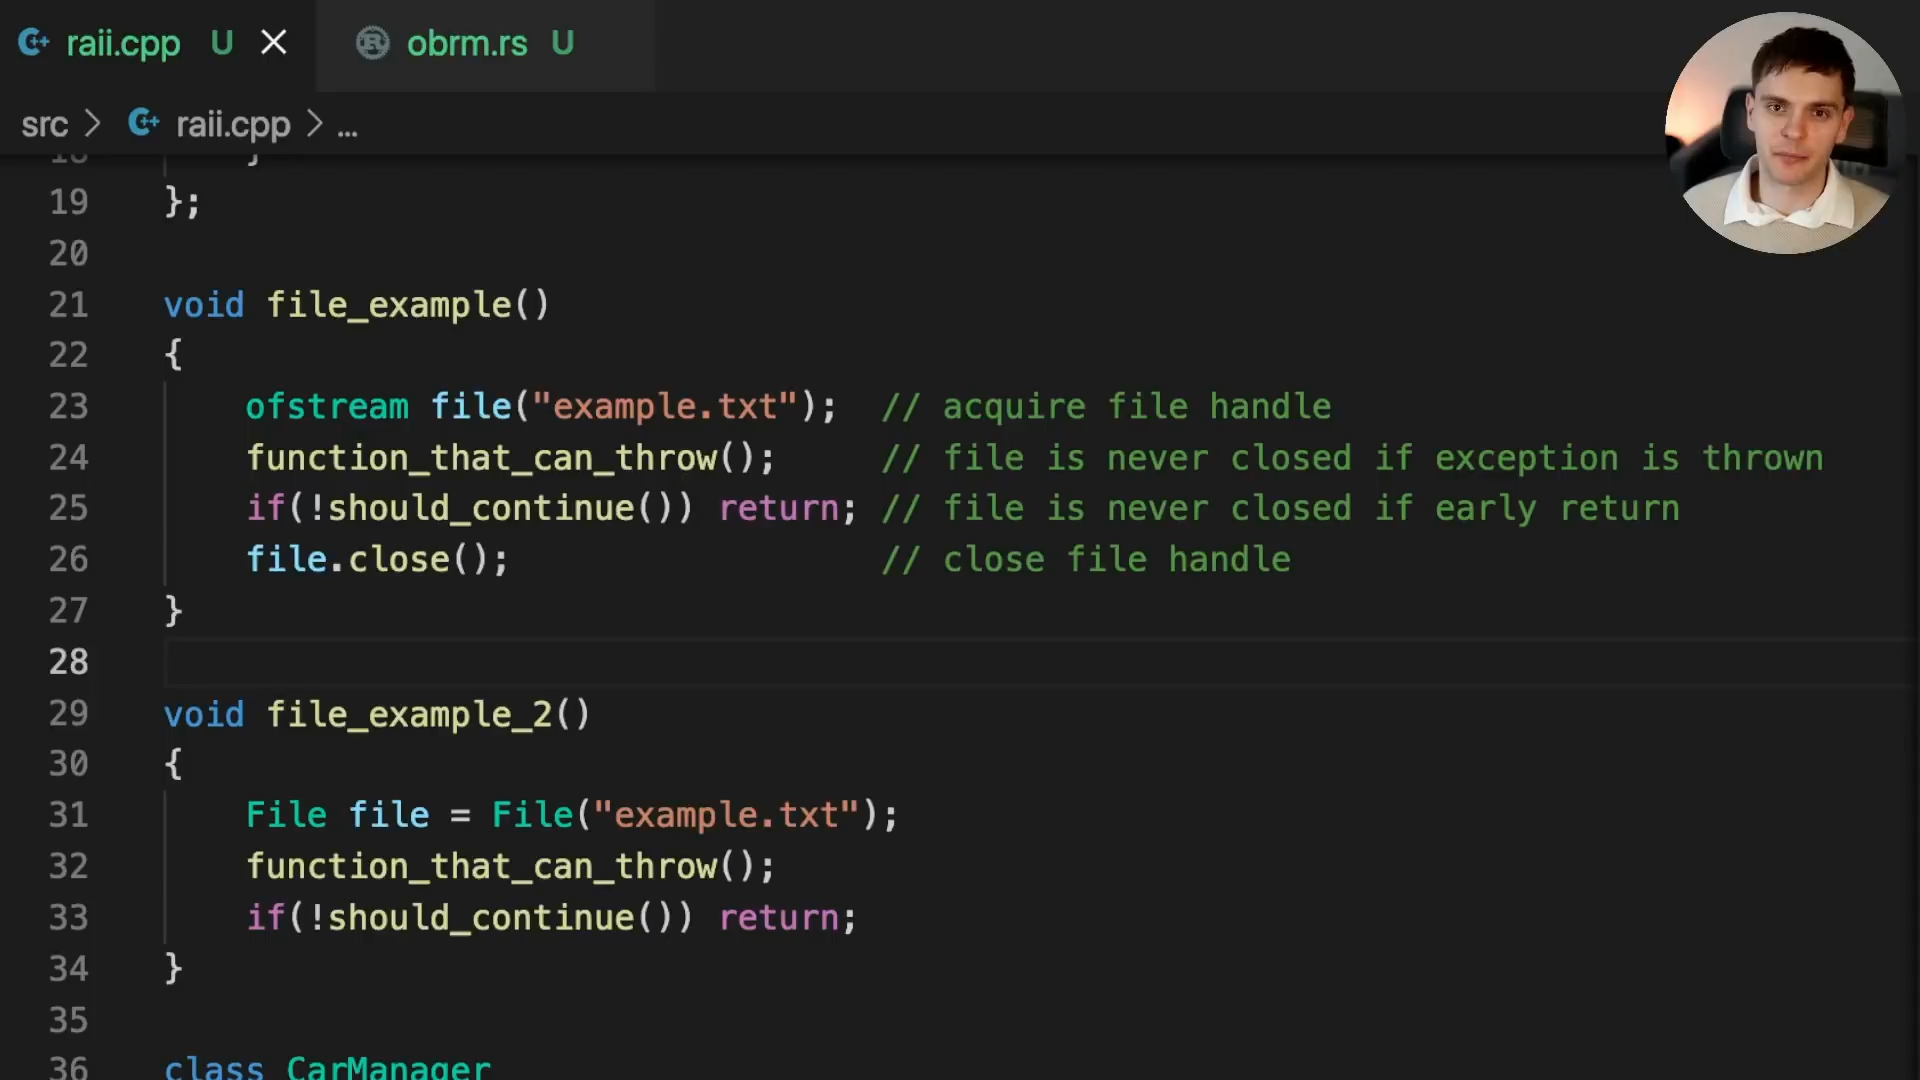 raii.cpp U
obrm.rs U
src > raii.cpp > ...
19 };
20
21 void file_example()
22 {
23 ofstream file("example.txt"); // acquire file handle
24 function_that_can_throw(); // file is never closed if exception is thrown
25 if(!should_continue()) return; // file is never closed if early return
26 file.close(); // close file handle
27 }
28
29 void file_example_2()
30 {
31 File file = File("example.txt");
32 function_that_can_throw();
33 if(!should_continue()) return;
34 }
35
36 class CarManager